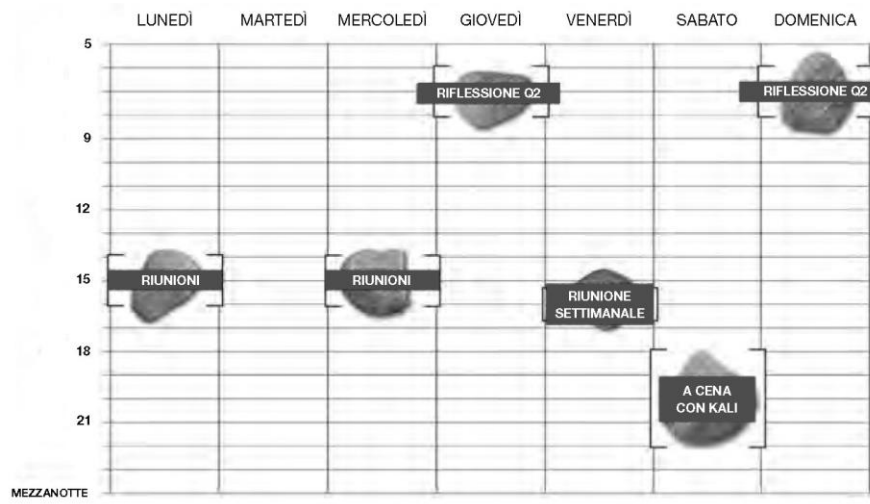 LUNEDÌ MARTEDÌ MERCOLEDÌ GIOVEDÌ VENERDÌ SABATO DOMENICA
5
RIFLESSIONE Q2 RIFLESSIONE Q2
9
12
15
RIUNIONI RIUNIONI
RIUNIONE
SETTIMANALE
18
A CENA
CON KALI
21
MEZZANOTTE